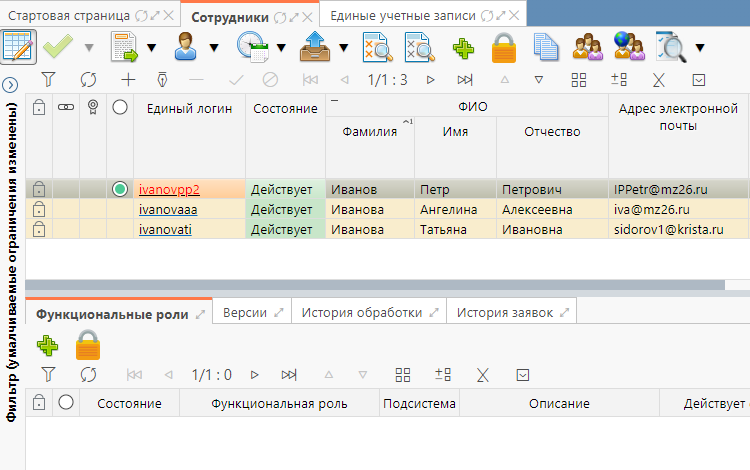 Стартовая страница
Сотрудники
Единые учетные записи
1/1 : 3
Фильтр (умалчиваемые ограничения изменены)
Единый логин
Состояние
ФИО
Адрес электронной почты
Фамилия
1
Имя
Отчество
ivanovpp2 Действует Иванов Петр Петрович IPPetr@mz26.ru
ivanovaaa Действует Иванова Ангелина Алексеевна iva@mz26.ru
ivanovati Действует Иванова Татьяна Ивановна sidorov1@krista.ru
Функциональные роли
Версии
История обработки
История заявок
1/1 : 0
Состояние
Функциональная роль
Подсистема
Описание
Действует